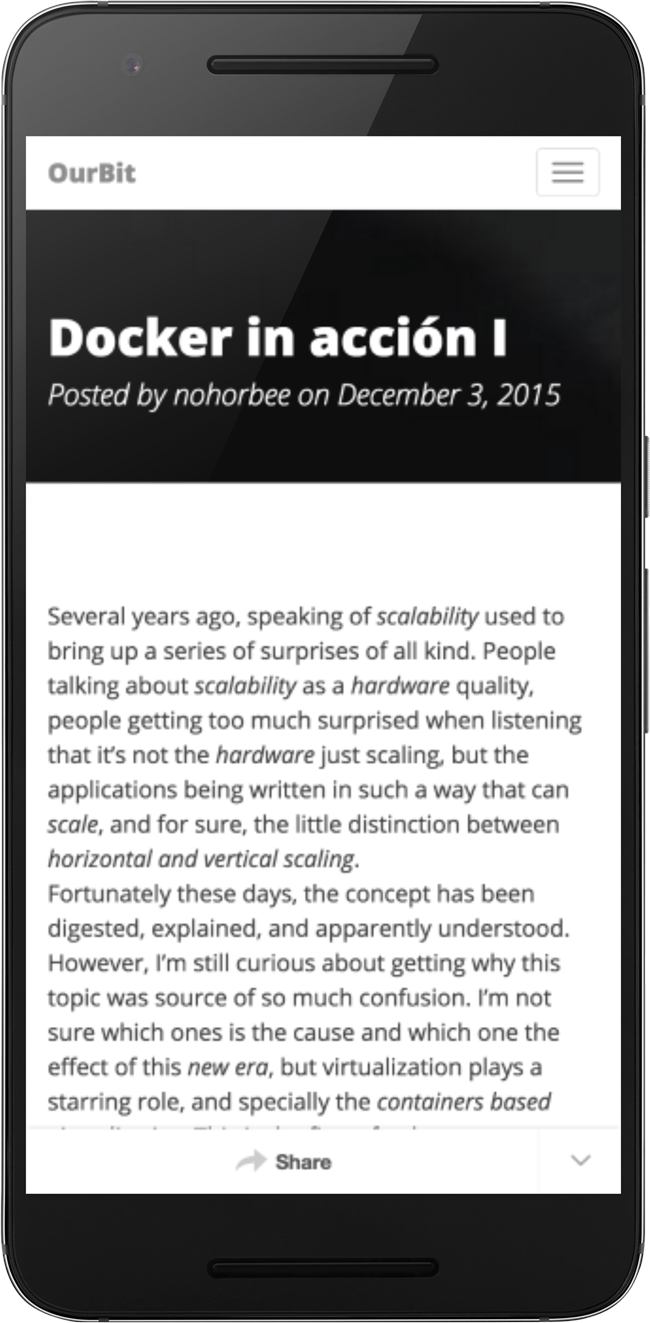 OurBit
Docker in acción I
Posted by nohorbee on December 3, 2015
Several years ago, speaking of scalability used to
bring up a series of surprises of all kind. People
talking about scalability as a hardware quality,
people getting too much surprised when listening
that it's not the hardware just scaling, but the
applications being written in such a way that can
scale, and for sure, the little distinction between
horizontal and vertical scaling.
Fortunately these days, the concept has been
digested, explained, and apparently understood.
However, I'm still curious about getting why this
topic was source of so much confusion. I'm not
sure which ones is the cause and which one the
effect of this new era, but virtualization plays a
starring role, and specially the containers based
Share